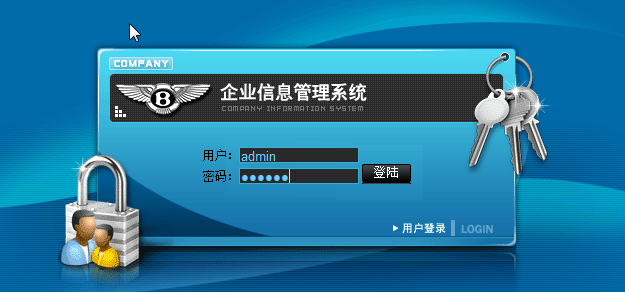 COMPANY
B
企业信息管理系统
COMPANY INFORMATION SYSTEM
用户： admin
密码： ●●●●●● 登陆
用户登录 LOGIN